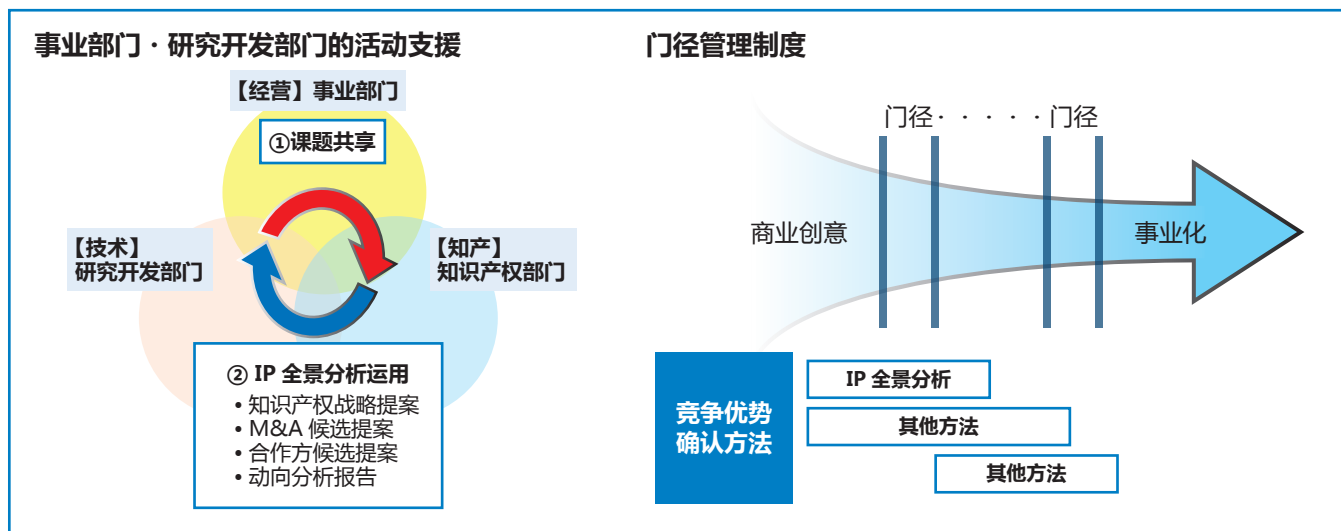 事业部门・研究开发部门的活动支援
【经营】事业部门
①课题共享
【技术】
研究开发部门
【知产】
知识产权部门
② IP 全景分析运用
• 知识产权战略提案
• M&A 候选提案
• 合作方候选提案
• 动向分析报告
门径管理制度
门径・・・・・门径
商业创意
事业化
竞争优势
确认方法
IP 全景分析
其他方法
其他方法